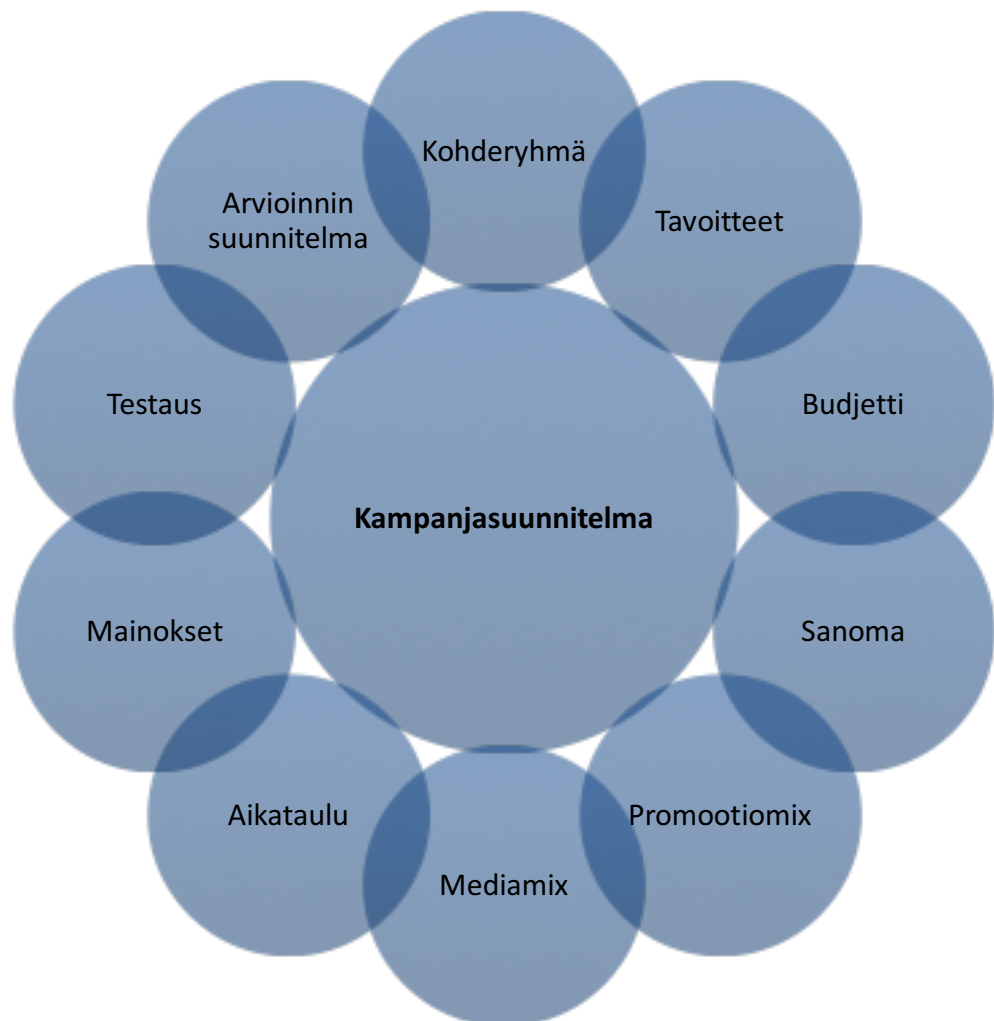 Kohderyhmä
Tavoitteet
Budjetti
Sanoma
Promootiomix
Mediamix
Aikataulu
Mainokset
Testaus
Arvioinnin
suunnitelma
Kampanjasuunnitelma